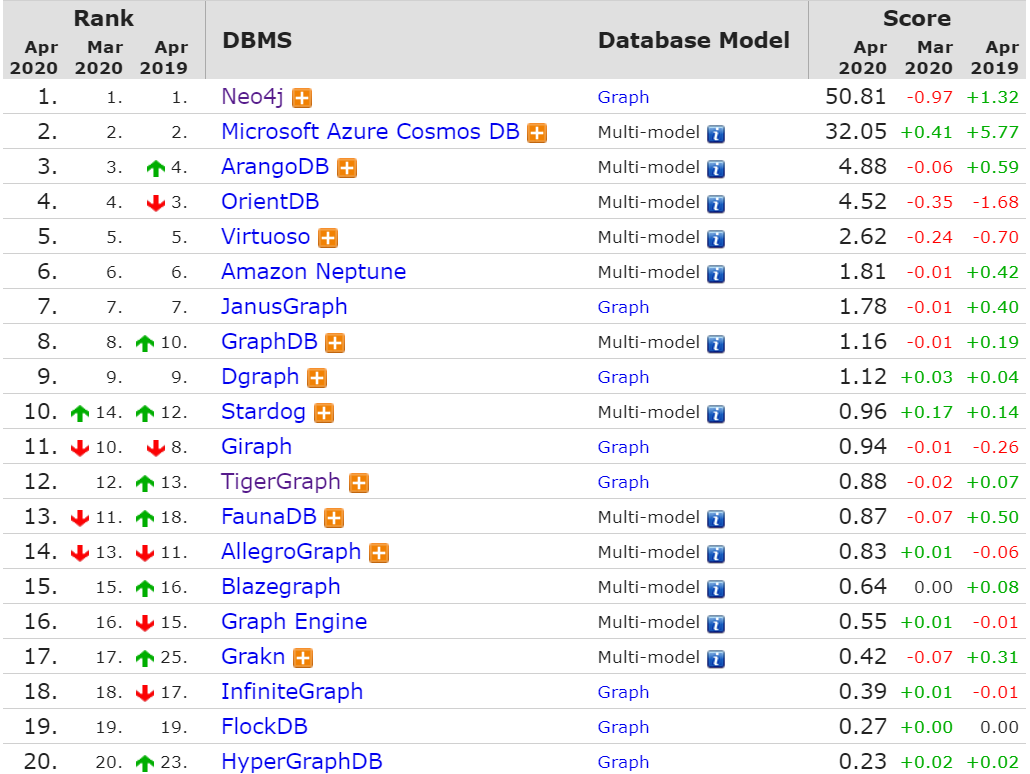 Rank DBMS Database Model Score
Apr 2020 Mar 2020 Apr 2019 Apr 2020 Mar 2020 Apr 2019
1. 1. 1. Neo4j Graph 50.81 -0.97 +1.32
2. 2. 2. Microsoft Azure Cosmos DB Multi-model 32.05 +0.41 +5.77
3. 3. 4. ArangoDB Multi-model 4.88 -0.06 +0.59
4. 4. 3. OrientDB Multi-model 4.52 -0.35 -1.68
5. 5. 5. Virtuoso Multi-model 2.62 -0.24 -0.70
6. 6. 6. Amazon Neptune Multi-model 1.81 -0.01 +0.42
7. 7. 7. JanusGraph Graph 1.78 -0.01 +0.40
8. 8. 10. GraphDB Multi-model 1.16 -0.01 +0.19
9. 9. 9. Dgraph Graph 1.12 +0.03 +0.04
10. 14. 12. Stardog Multi-model 0.96 +0.17 +0.14
11. 10. 8. Giraph Graph 0.94 -0.01 -0.26
12. 12. 13. TigerGraph Graph 0.88 -0.02 +0.07
13. 11. 18. FaunaDB Multi-model 0.87 -0.07 +0.50
14. 13. 11. AllegroGraph Multi-model 0.83 +0.01 -0.06
15. 15. 16. Blazegraph Multi-model 0.64 0.00 +0.08
16. 16. 15. Graph Engine Multi-model 0.55 +0.01 -0.01
17. 17. 25. Grakn Multi-model 0.42 -0.07 +0.31
18. 18. 17. InfiniteGraph Graph 0.39 +0.01 -0.01
19. 19. 19. FlockDB Graph 0.27 +0.00 0.00
20. 20. 23. HyperGraphDB Graph 0.23 +0.02 +0.02